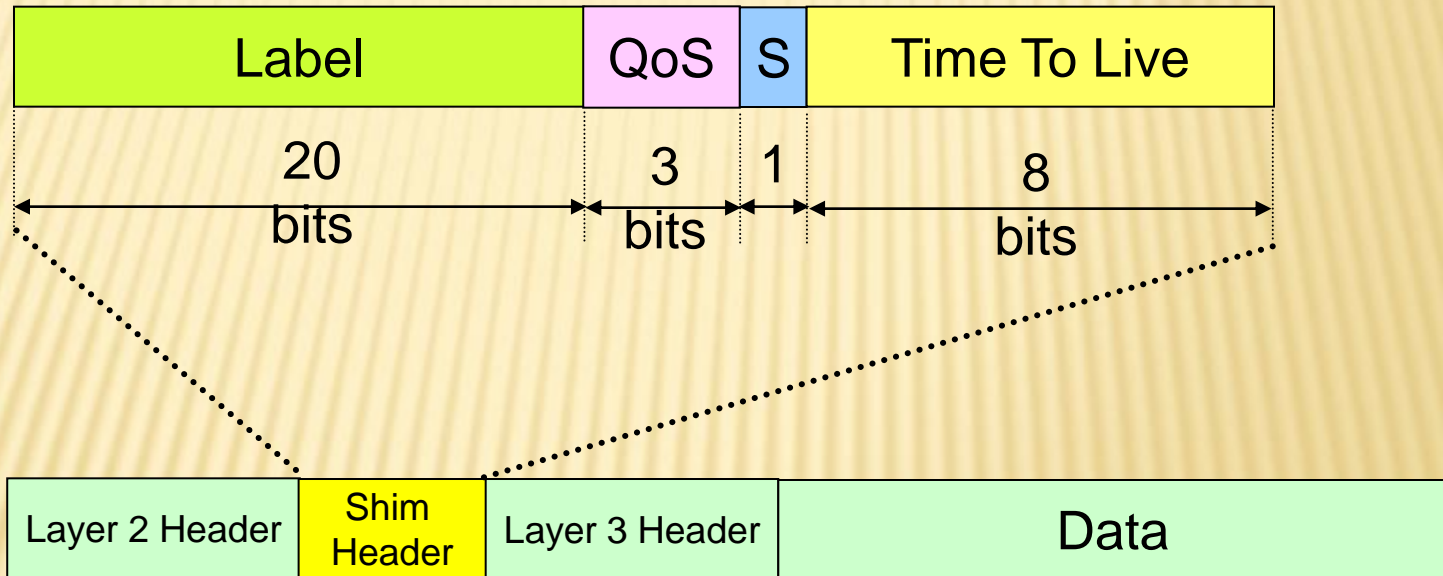 Label QoS S Time To Live
20 3 1 8
bits bits bits
Layer 2 Header Shim Header Layer 3 Header Data